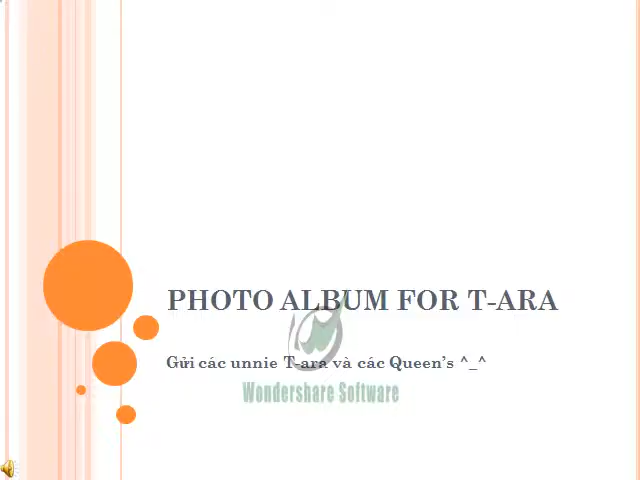 PHOTO ALBUM FOR T-ARA
Gửi các unnie T-ara và các Queen's ^_^
Wondershare Software